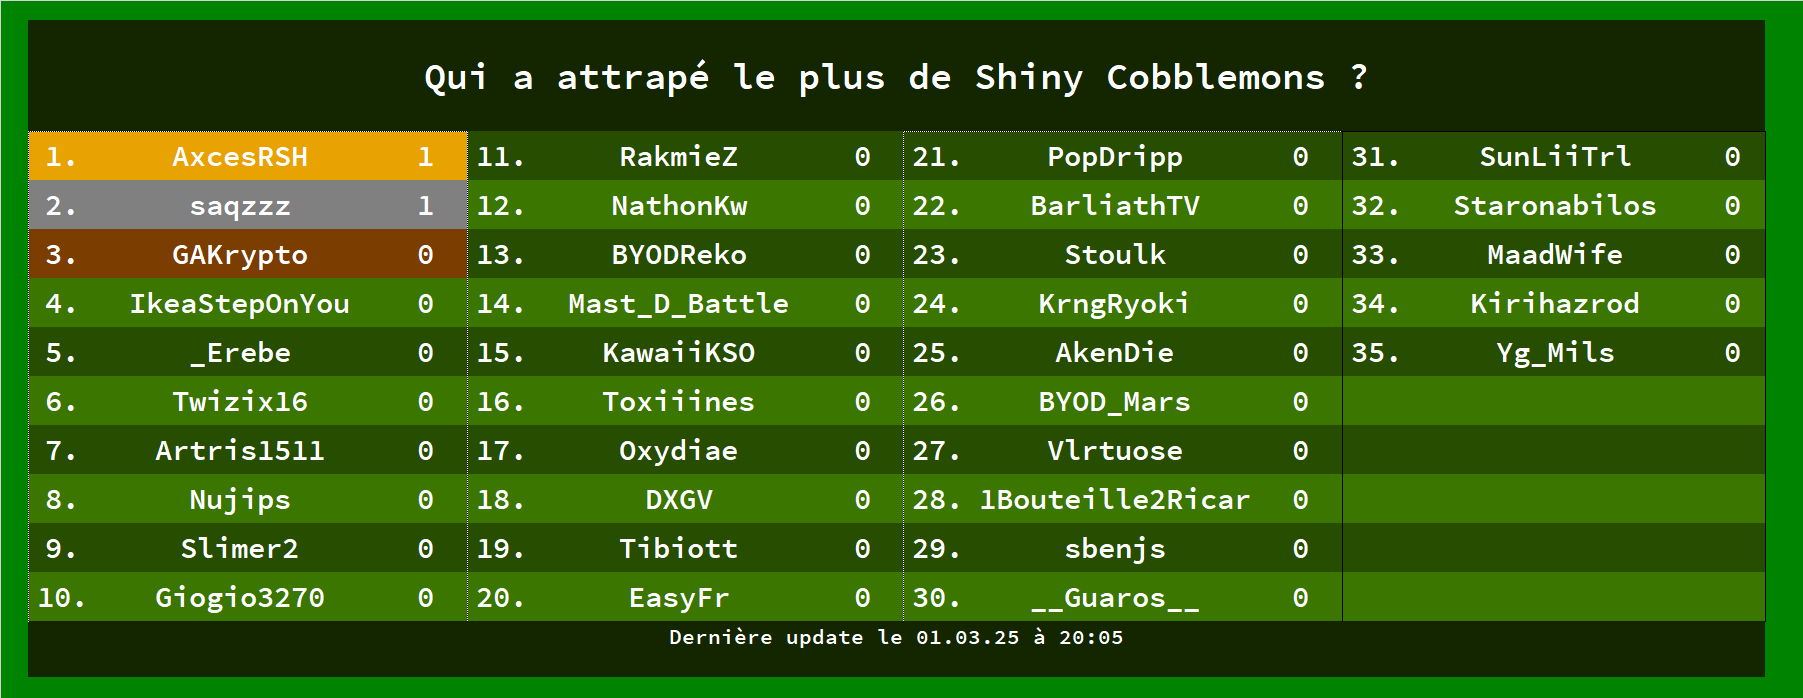 Qui a attrapé le plus de Shiny Cobblemons ?
1. AxcesRSH 1 11. RakmieZ 0 21. PopDripp 0 31. SunLiiTrl 0
2. saqzzz 1 12. NathonKw 0 22. BarliathTV 0 32. Staronabilos 0
3. GAKrypto 0 13. BYODReko 0 23. Stoulk 0 33. MaadWife 0
4. IkeaStepOnYou 0 14. Mast_D_Battle 0 24. KrngRyoki 0 34. Kirihazrod 0
5. _Erebe 0 15. KawaiiKSO 0 25. AkenDie 0 35. Yg_Mils 0
6. Twizix16 0 16. Toxiiines 0 26. BYOD_Mars 0
7. Artris1511 0 17. Oxydiae 0 27. Vlrtuose 0
8. Nujips 0 18. DXGV 0 28. 1Bouteille2Ricar 0
9. Slimer2 0 19. Tibiott 0 29. sbenjs 0
10. Giogio3270 0 20. EasyFr 0 30. __Guaros__ 0
Dernière update le 01.03.25 à 20:05